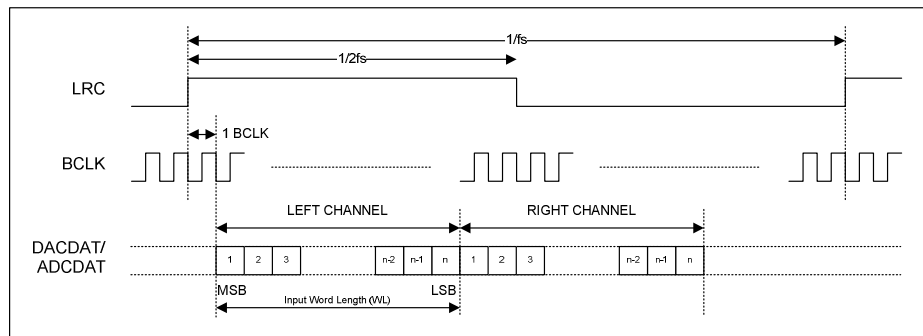 1/fs
1/2fs
LRC
1 BCLK
BCLK
LEFT CHANNEL
RIGHT CHANNEL
DACDAT/
ADCDAT
1 2 3 n-2 n-1 n 1 2 3 n-2 n-1 n
MSB LSB
Input Word Length (WL)